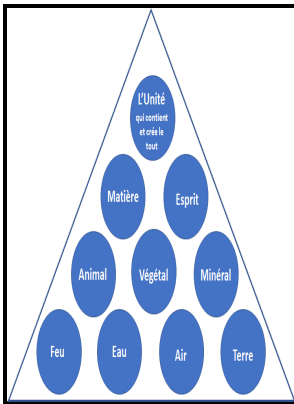 L'Unité
qui contient
et crée le
tout
Matière Esprit
Animal Végétal Minéral
Feu Eau Air Terre